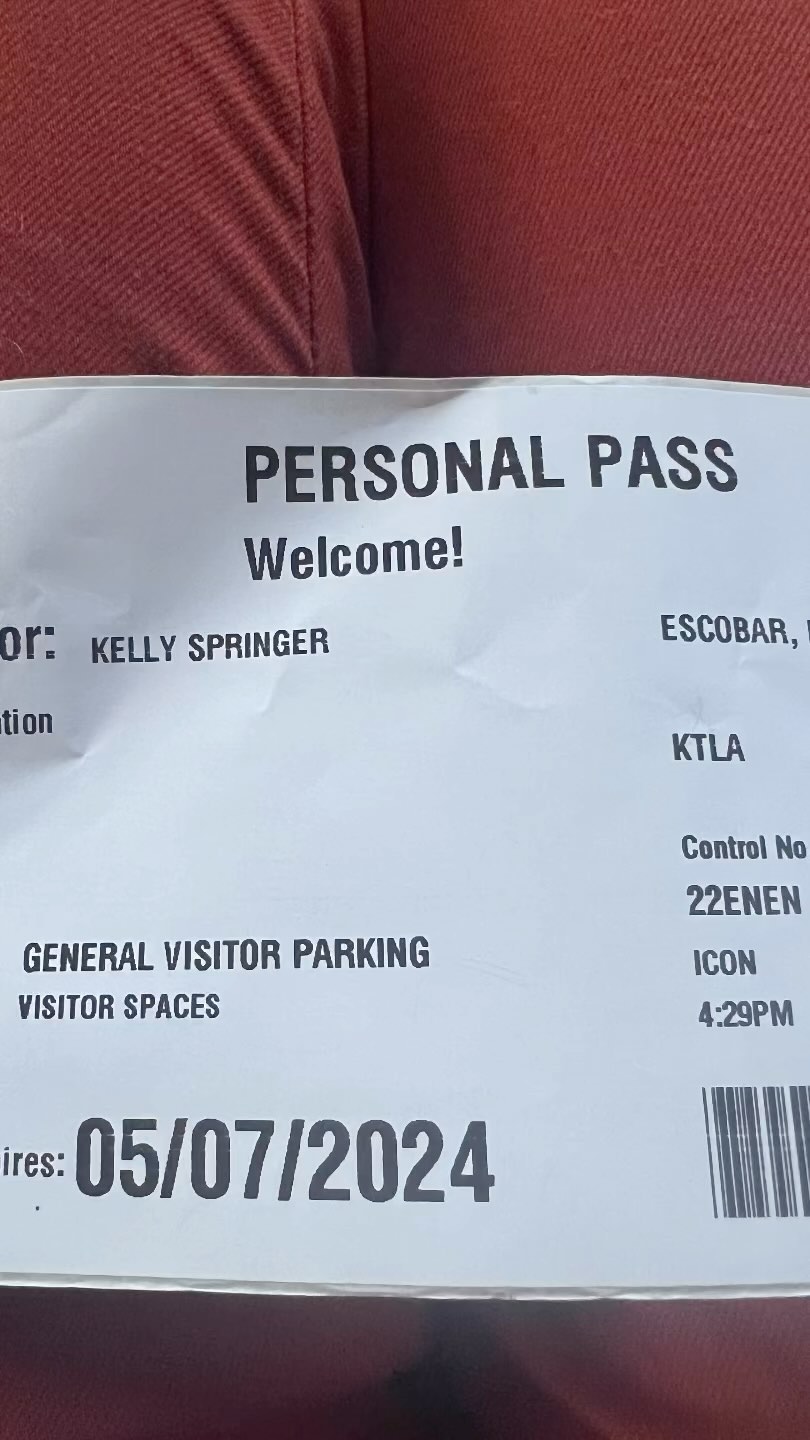 PERSONAL PASS
Welcome!
or: KELLY SPRINGER
ESCOBAR,
tion
KTLA
Control No
22ENEN
GENERAL VISITOR PARKING
ICON
VISITOR SPACES
4:29PM
ires: 05/07/2024